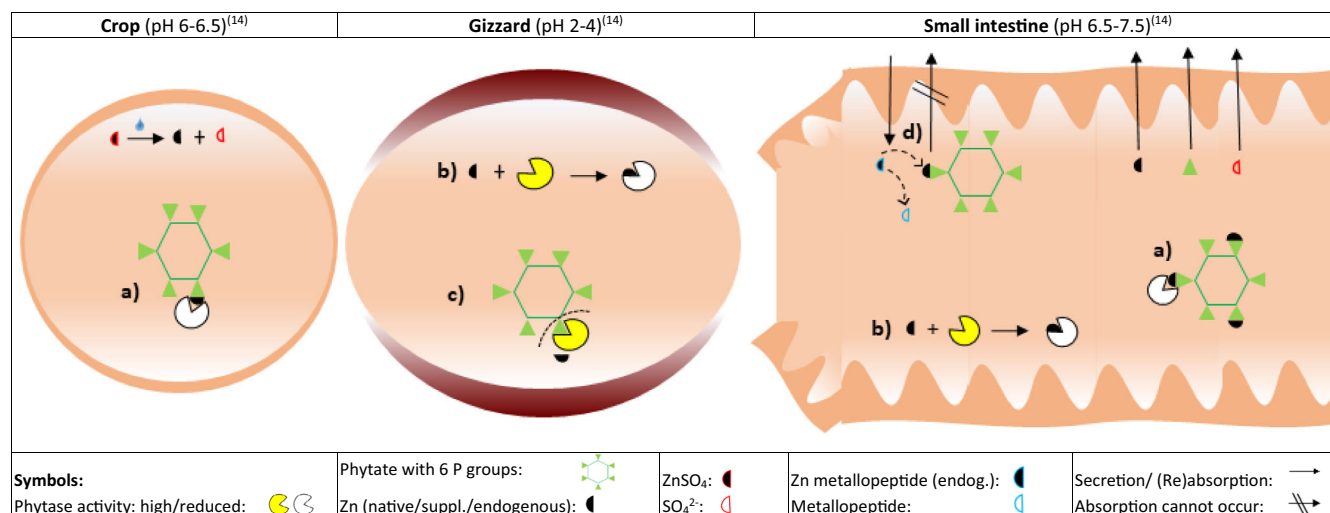 Crop (pH 6-6.5)(14)
Gizzard (pH 2-4)(14)
Small intestine (pH 6.5-7.5)(14)
+
a)
b) + 
c)
d)
a)
b) +
Symbols:
Phytase activity: high/reduced:
Phytate with 6 P groups:
Zn (native/suppl./endogenous):
ZnSO₄:
SO₄²⁻:
Zn metallopeptide (endog.):
Metallopeptide:
Secretion/ (Re)absorption:
Absorption cannot occur: